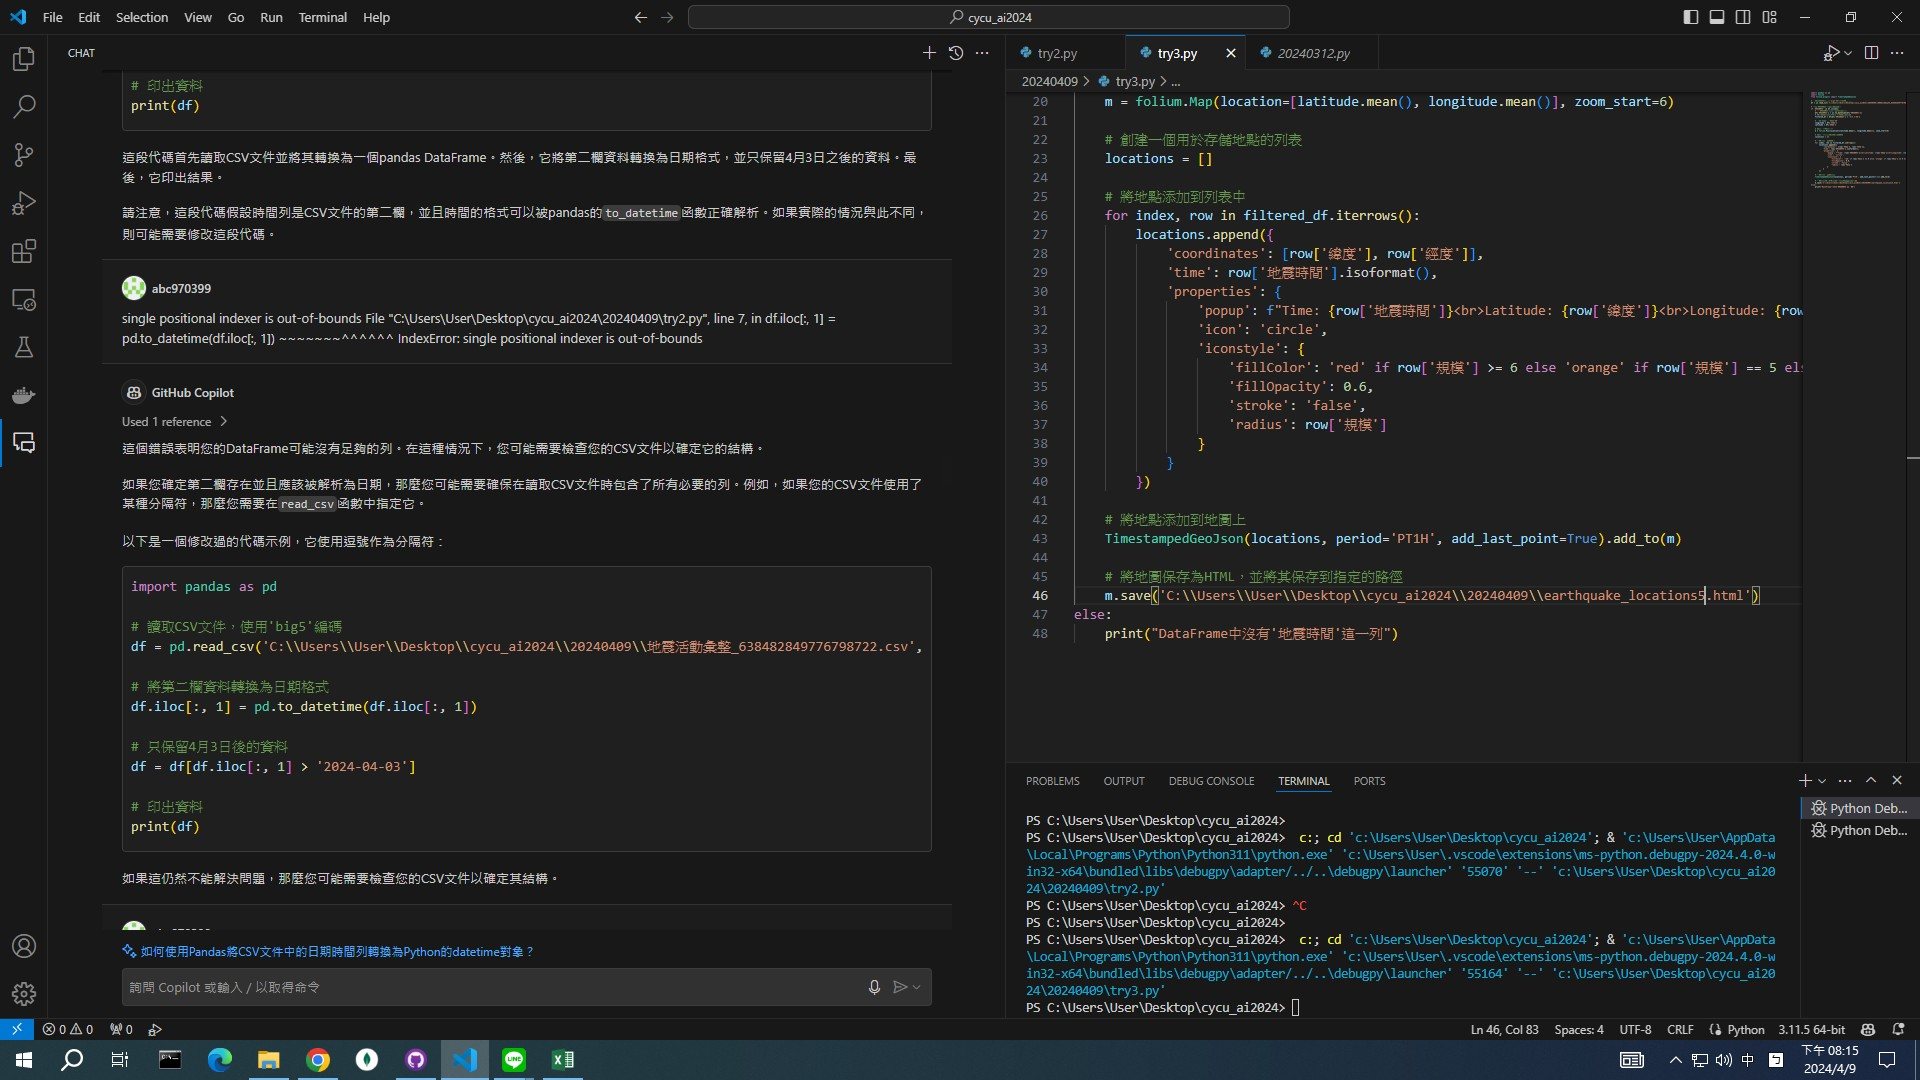 File Edit Selection View Go Run Terminal Help
cycu_ai2024
CHAT
# 印出資料
print(df)
這段代碼首先讀取CSV文件並將其轉換為一個pandas DataFrame。然後，它將第二欄資料轉換為日期格式，並只保留4月3日之後的資料。最
後，它印出結果。
請注意，這段代碼假設時間列是CSV文件的第二欄，並且時間的格式可以被pandas的to_datetime函數正確解析。如果實際的情況與此不同，
則可能需要修改這段代碼。
abc970399
single positional indexer is out-of-bounds File "C:\Users\User\Desktop\cycu_ai2024\20240409\try2.py", line 7, in df.iloc[:, 1] =
pd.to_datetime(df.iloc[:, 1]) ~~~~~~~^^^^^^ IndexError: single positional indexer is out-of-bounds
GitHub Copilot
Used 1 reference
這個錯誤表明您的DataFrame可能沒有足夠的列。在這種情況下，您可能需要檢查您的CSV文件以確定它的結構。
如果您確定第二欄存在並且應該被解析為日期，那麼您可能需要確保在讀取CSV文件時包含了所有必要的列。例如，如果您的CSV文件使用了
某種分隔符，那麼您需要在read_csv函數中指定它。
以下是一個修改過的代碼示例，它使用逗號作為分隔符：
import pandas as pd
# 讀取CSV文件，使用'big5'編碼
df = pd.read_csv('C:\\Users\\User\\Desktop\\cycu_ai2024\\20240409\\地震活動彙整_638482849776798722.csv',
# 將第二欄資料轉換為日期格式
df.iloc[:, 1] = pd.to_datetime(df.iloc[:, 1])
# 只保留4月3日後的資料
df = df[df.iloc[:, 1] > '2024-04-03']
# 印出資料
print(df)
如果這仍然不能解決問題，那麼您可能需要檢查您的CSV文件以確定其結構。
如何使用Pandas將CSV文件中的日期時間列轉換為Python的datetime對象？
詢問 Copilot 或輸入 / 以取得命令
try2.py try3.py 20240312.py
20240409 > try3.py > ...
20 m = folium.Map(location=[latitude.mean(), longitude.mean()], zoom_start=6)
21
22 # 創建一個用於存儲地點的列表
23 locations = []
24
25 # 將地點添加到列表中
26 for index, row in filtered_df.iterrows():
27 locations.append({
28 'coordinates': [row['緯度'], row['經度']],
29 'time': row['地震時間'].isoformat(),
30 'properties': {
31 'popup': f"Time: {row['地震時間']}<br>Latitude: {row['緯度']}<br>Longitude: {row
32 'icon': 'circle',
33 'iconstyle': {
34 'fillColor': 'red' if row['規模'] >= 6 else 'orange' if row['規模'] == 5 els
35 'fillOpacity': 0.6,
36 'stroke': 'false',
37 'radius': row['規模']
38 }
39 }
40 })
41
42 # 將地點添加到地圖上
43 TimestampedGeoJson(locations, period='PT1H', add_last_point=True).add_to(m)
44
45 # 將地圖保存為HTML，並將其保存到指定的路徑
46 m.save('C:\\Users\\User\\Desktop\\cycu_ai2024\\20240409\\earthquake_locations5.html')
47 else:
48 print("DataFrame中沒有'地震時間'這一列")
PROBLEMS OUTPUT DEBUG CONSOLE TERMINAL PORTS
Python Deb...
Python Deb...
PS C:\Users\User\Desktop\cycu_ai2024>
PS C:\Users\User\Desktop\cycu_ai2024> c:; cd 'c:\Users\User\Desktop\cycu_ai2024'; & 'c:\Users\User\AppData
\Local\Programs\Python\Python311\python.exe' 'c:\Users\User\.vscode\extensions\ms-python.debugpy-2024.4.0-w
in32-x64\bundled\libs\debugpy\adapter/../..\debugpy\launcher' '55070' '--' 'c:\Users\User\Desktop\cycu_ai20
24\20240409\try2.py'
PS C:\Users\User\Desktop\cycu_ai2024> ^C
PS C:\Users\User\Desktop\cycu_ai2024>
PS C:\Users\User\Desktop\cycu_ai2024> c:; cd 'c:\Users\User\Desktop\cycu_ai2024'; & 'c:\Users\User\AppData
\Local\Programs\Python\Python311\python.exe' 'c:\Users\User\.vscode\extensions\ms-python.debugpy-2024.4.0-w
in32-x64\bundled\libs\debugpy\adapter/../..\debugpy\launcher' '55164' '--' 'c:\Users\User\Desktop\cycu_ai20
24\20240409\try3.py'
PS C:\Users\User\Desktop\cycu_ai2024>
0 0 0 Ln 46, Col 83 Spaces: 4 UTF-8 CRLF Python 3.11.5 64-bit
LINE 中 下午 08:15
2024/4/9